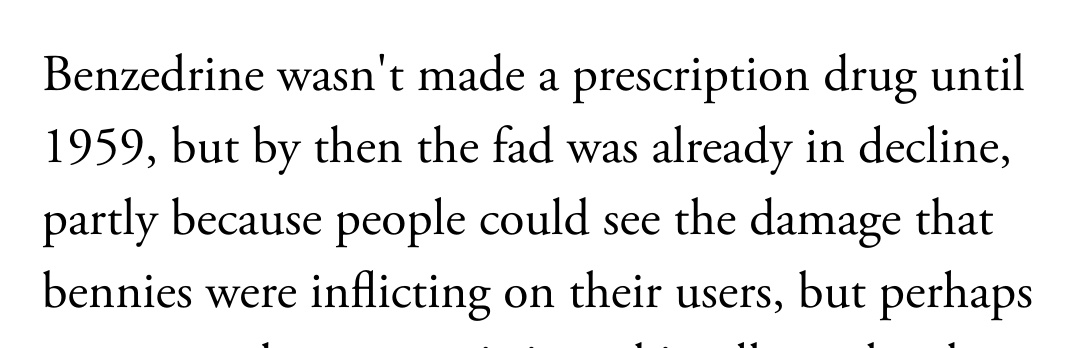 Benzedrine wasn't made a prescription drug until
1959, but by then the fad was already in decline,
partly because people could see the damage that
bennies were inflicting on their users, but perhaps